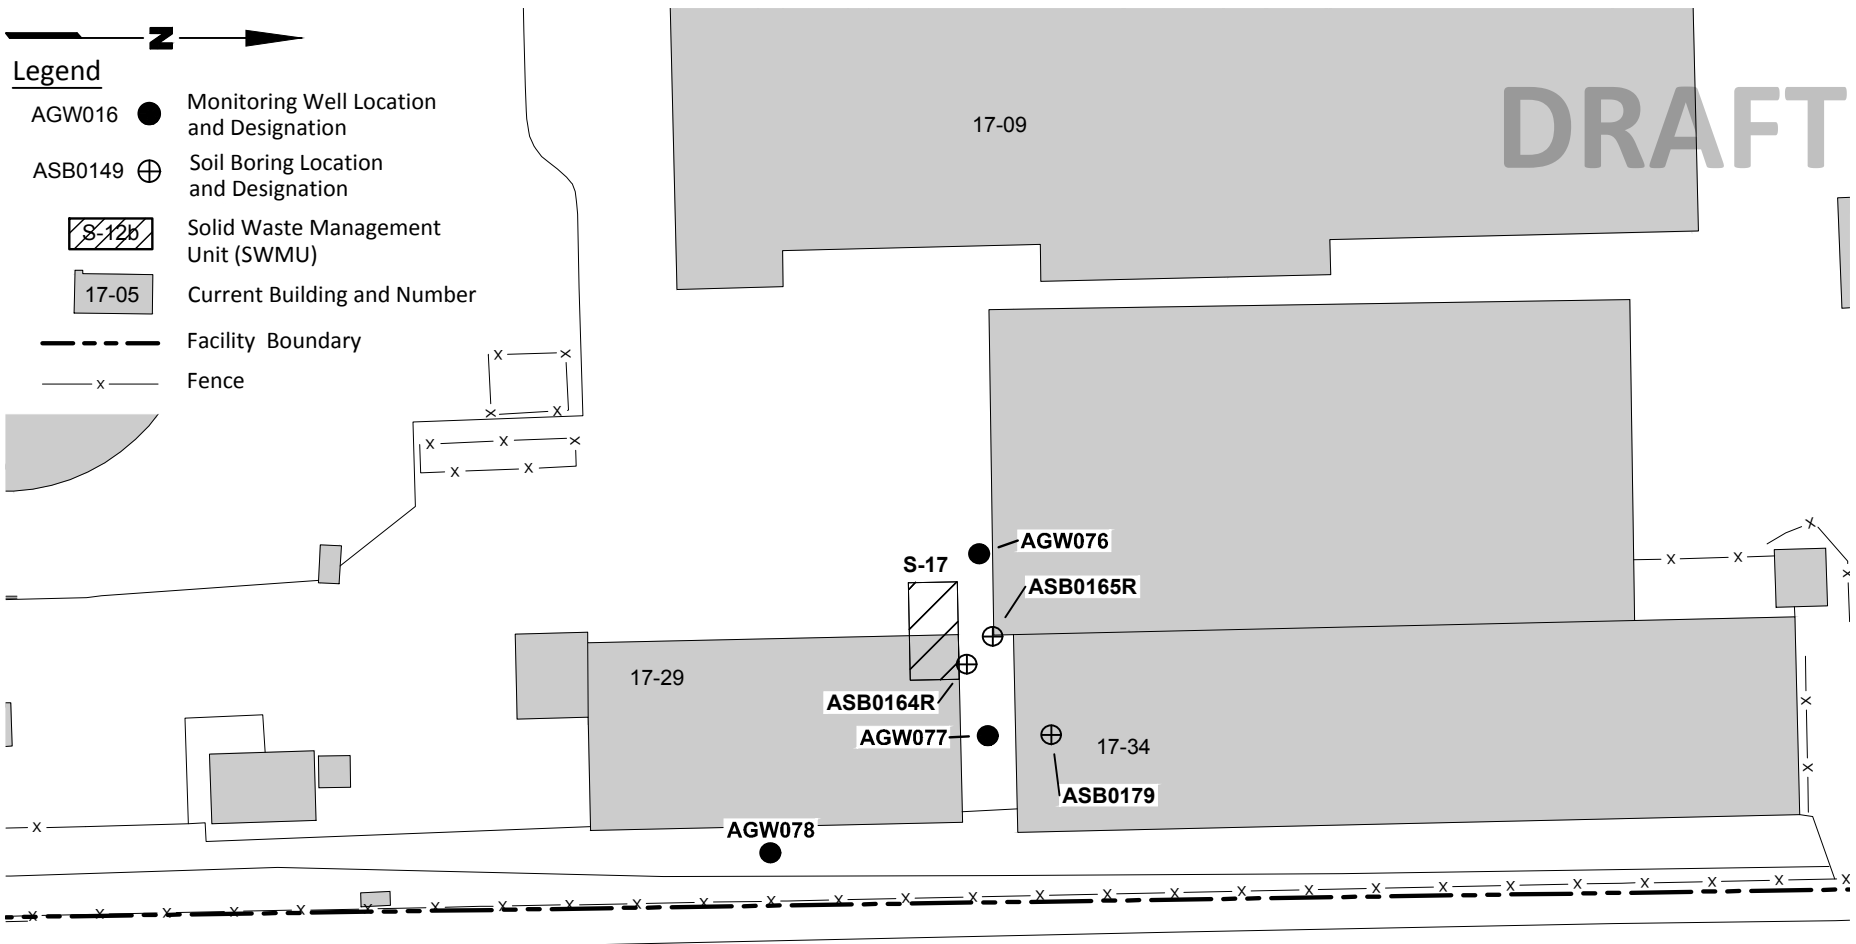 N
Legend
AGW016
Monitoring Well Location
and Designation
ASB0149
Soil Boring Location
and Designation
S-12b
Solid Waste Management
Unit (SWMU)
17-05
Current Building and Number
Facility Boundary
x
Fence
DRAFT
17-09
AGW076
S-17
ASB0165R
17-29
ASB0164R
AGW077
17-34
ASB0179
AGW078